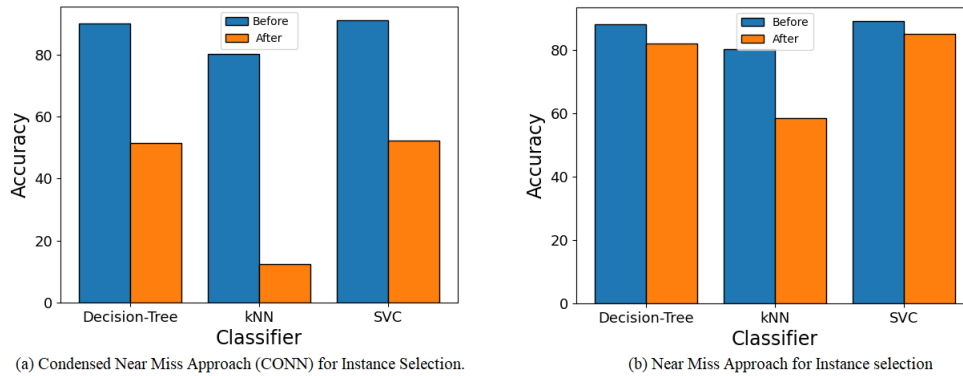 Before
After
80
60
40
20
0
Accuracy
Decision-Tree
kNN
SVC
Classifier
(a) Condensed Near Miss Approach (CONN) for Instance Selection.
Before
After
80
60
40
20
0
Accuracy
Decision-Tree
kNN
SVC
Classifier
(b) Near Miss Approach for Instance selection